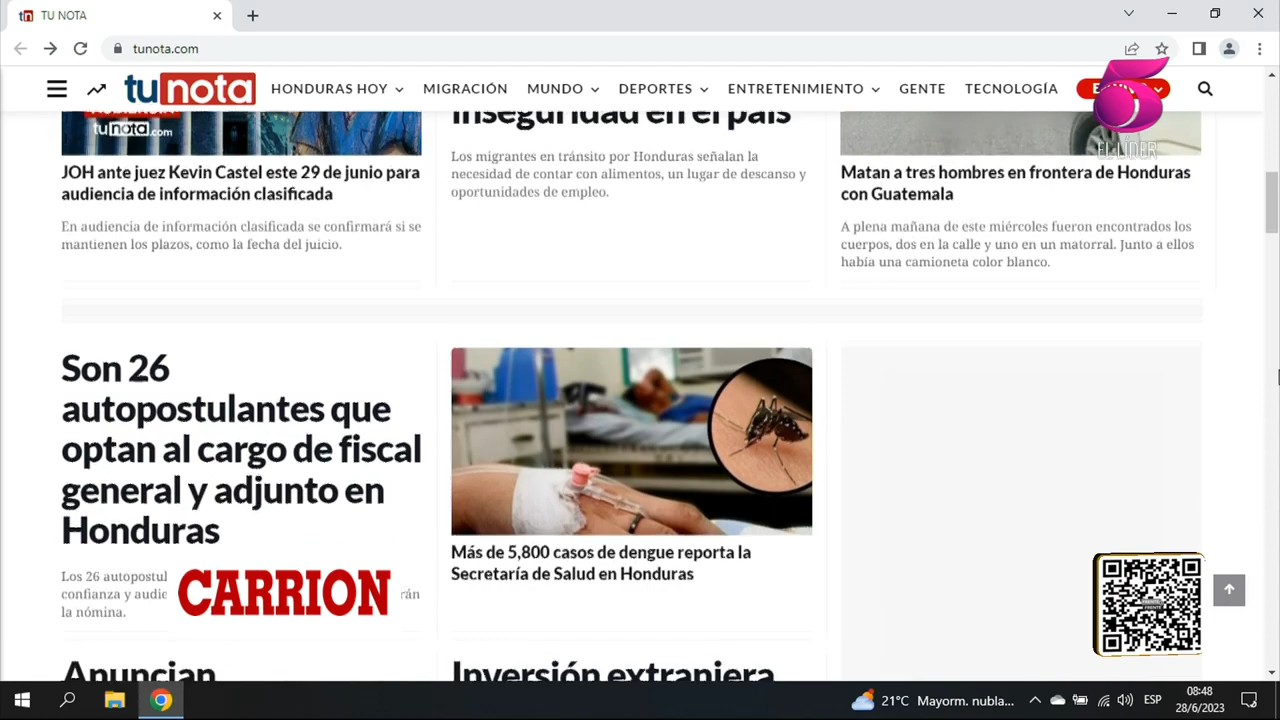 TU NOTA
tunota.com
tunota
HONDURAS HOY
MIGRACIÓN
MUNDO
DEPORTES
ENTRETENIMIENTO
GENTE
TECNOLOGÍA
5
EL LÍDER
tunota.com
JOH ante juez Kevin Castel este 29 de junio para
audiencia de información clasificada
En audiencia de información clasificada se confirmará si se
mantienen los plazos, como la fecha del juicio.
inseguridad en el país
Los migrantes en tránsito por Honduras señalan la
necesidad de contar con alimentos, un lugar de descanso y
oportunidades de empleo.
Matan a tres hombres en frontera de Honduras
con Guatemala
A plena mañana de este miércoles fueron encontrados los
cuerpos, dos en la calle y uno en un matorral. Junto a ellos
había una camioneta color blanco.
Son 26
autopostulantes que
optan al cargo de fiscal
general y adjunto en
Honduras
Los 26 autopostul
confianza y audie rán
la nómina.
CARRION
Más de 5,800 casos de dengue reporta la
Secretaría de Salud en Honduras
Anuncian
Inversión extranjera
FRENTE
21°C Mayorm. nubla...
ESP
08:48
28/6/2023